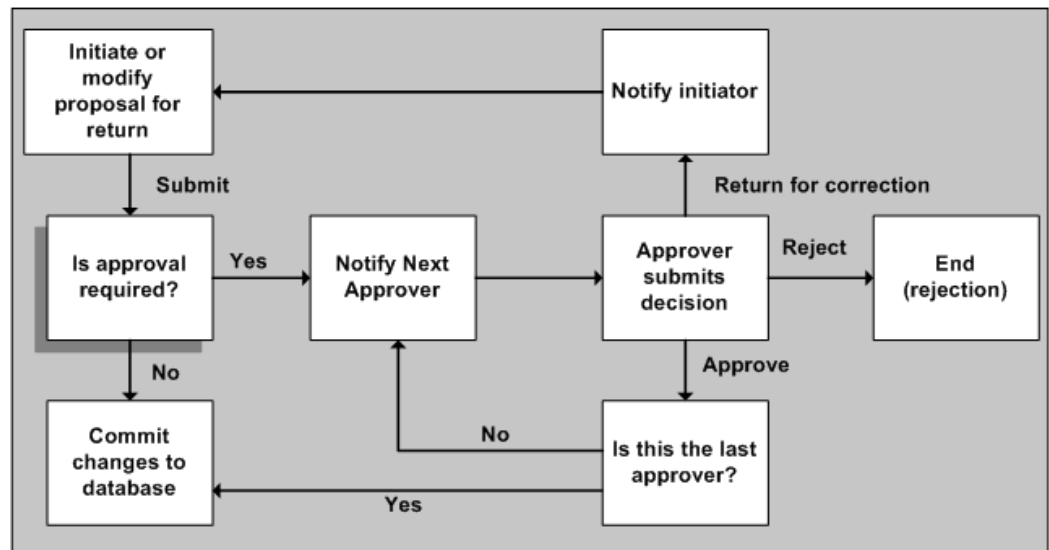 Initiate or
modify
proposal for
return
Notify initiator
Submit
Return for correction
Is approval
required?
Yes
Notify Next
Approver
Approver
submits
decision
Reject
End
(rejection)
No
Approve
Commit
changes to
database
No
Yes
Is this the last
approver?